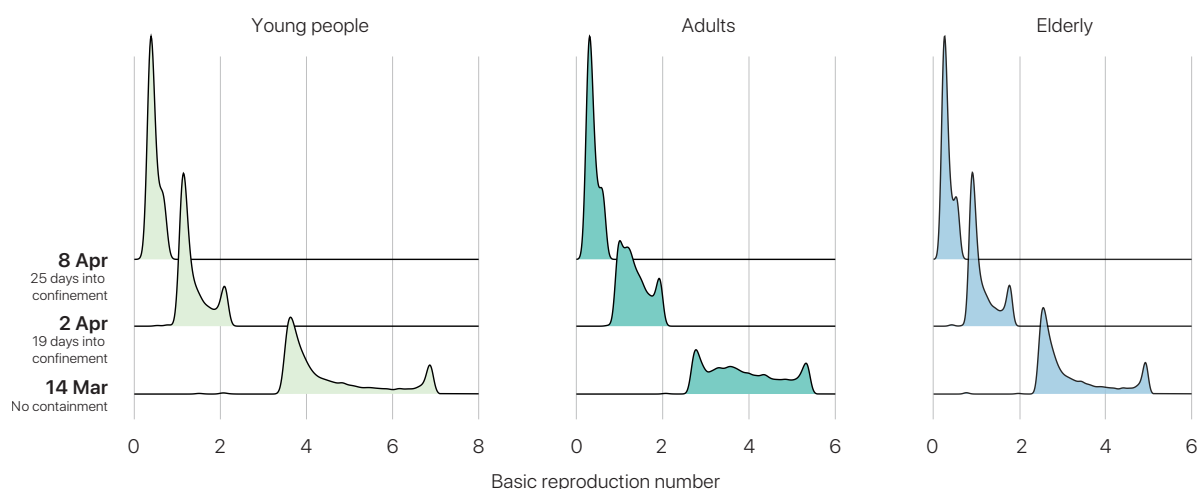 Young people
Adults
Elderly
8 Apr
25 days into
confinement
2 Apr
19 days into
confinement
14 Mar
No containment
0 2 4 6 8
0 2 4 6
0 2 4 6
Basic reproduction number